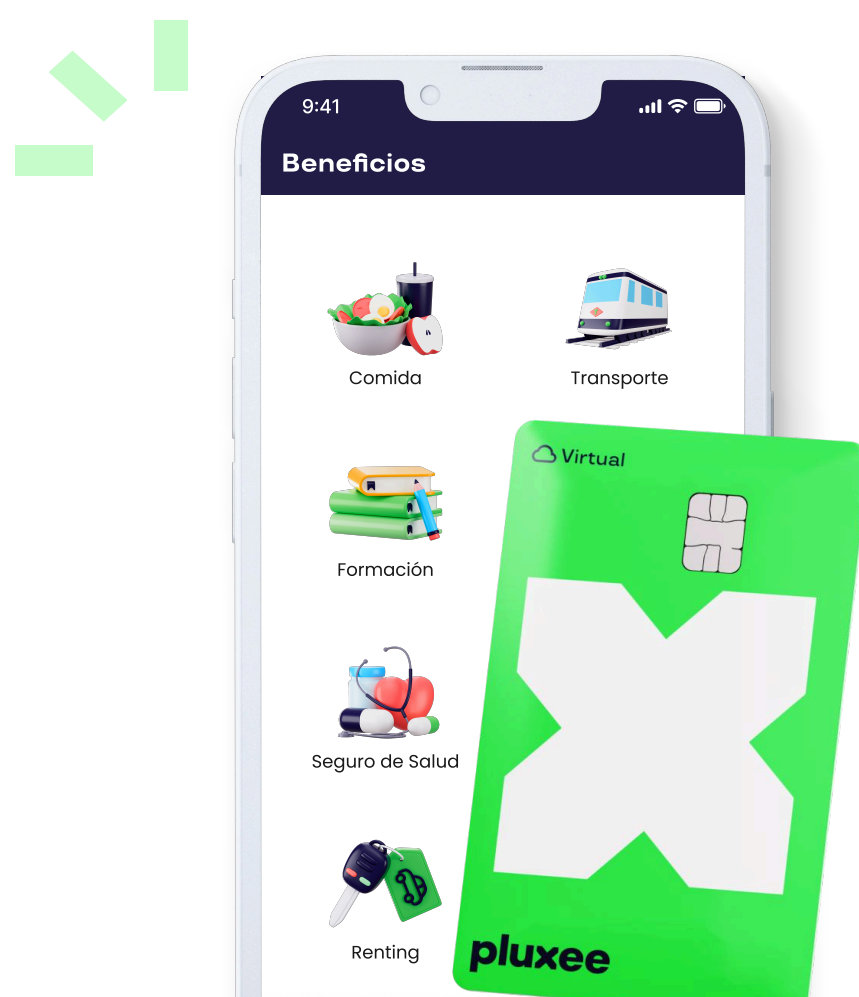 9:41
Beneficios
Comida
Transporte
Virtual
Formación
Seguro de Salud
Renting
pluxee